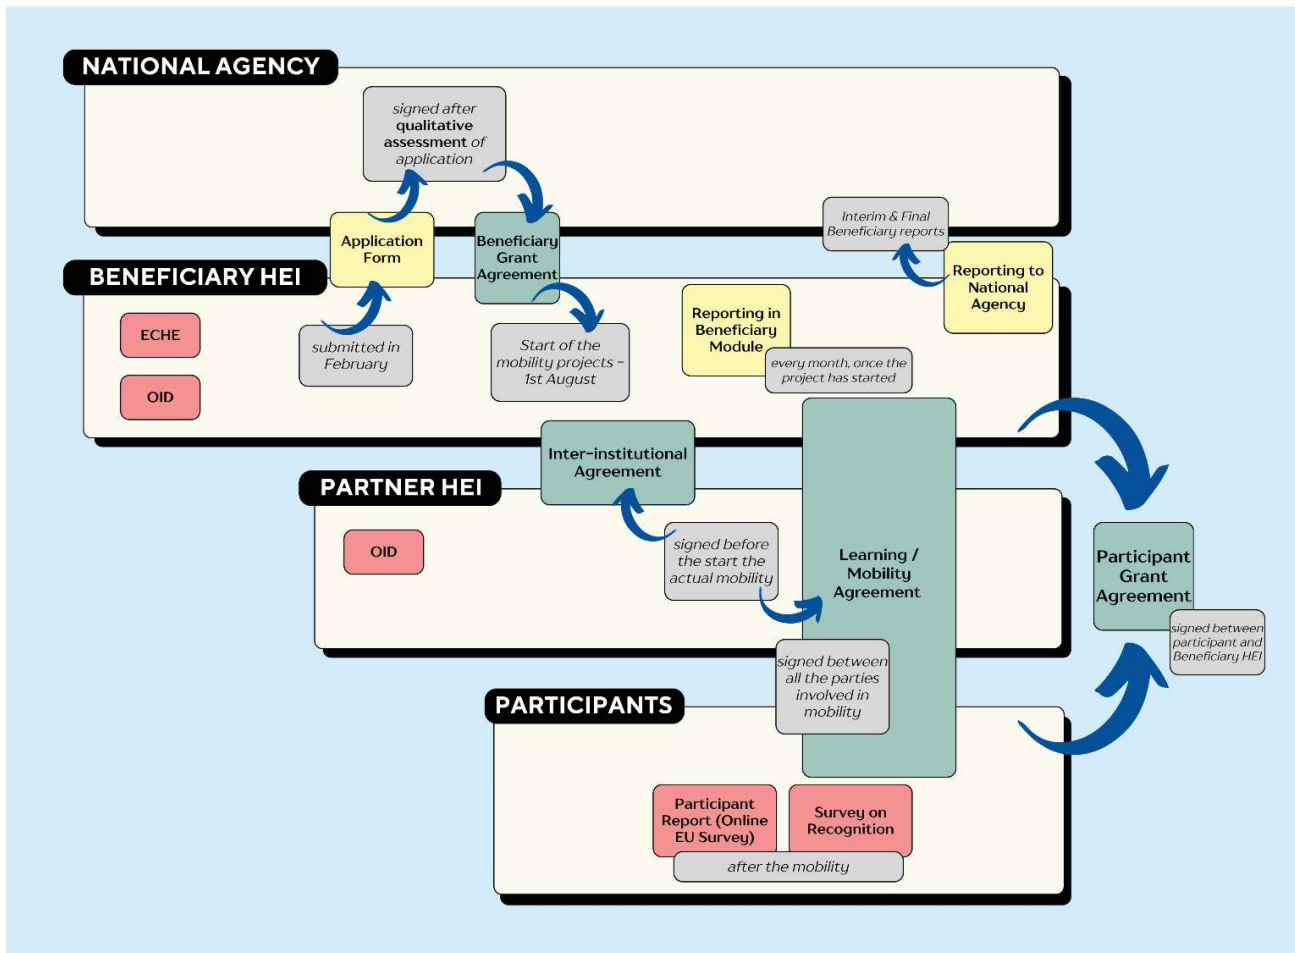 NATIONAL AGENCY
signed after
qualitative
assessment of
application
Application
Form
Beneficiary
Grant
Agreement
Interim & Final
Beneficiary reports
Reporting to
National
Agency
BENEFICIARY HEI
ECHE
OID
submitted in
February
Start of the
mobility projects –
1st August
Reporting in
Beneficiary
Module
every month, once the
project has started
Inter-institutional
Agreement
PARTNER HEI
OID
signed before
the start the
actual mobility
Learning /
Mobility
Agreement
signed between
all the parties
involved in
mobility
Participant
Grant
Agreement
signed between
participant and
Beneficiary HEI
PARTICIPANTS
Participant
Report (Online
EU Survey)
Survey on
Recognition
after the mobility